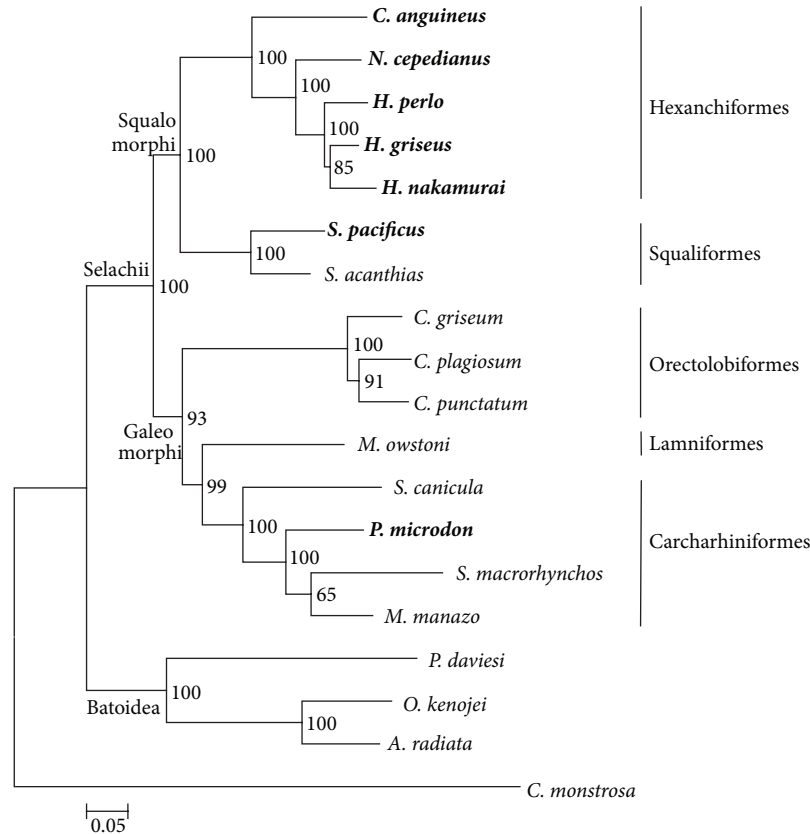 C. anguineus
100
N. cepedianus
100
H. perlo
Hexanchiformes
Squalo
morphi
100
100
H. griseus
85
H. nakamurai
S. pacificus
100
Squaliformes
S. acanthias
Selachii
100
C. griseum
100
C. plagiosum
Orectolobiformes
91
C. punctatum
93
Galeo
morphi
M. owstoni
Lamniformes
99
S. canicula
100
P. microdon
Carcharhiniformes
100
S. macrorhynchos
65
M. manazo
P. daviesi
100
Batoidea
O. kenojei
100
A. radiata
C. monstrosa
0.05